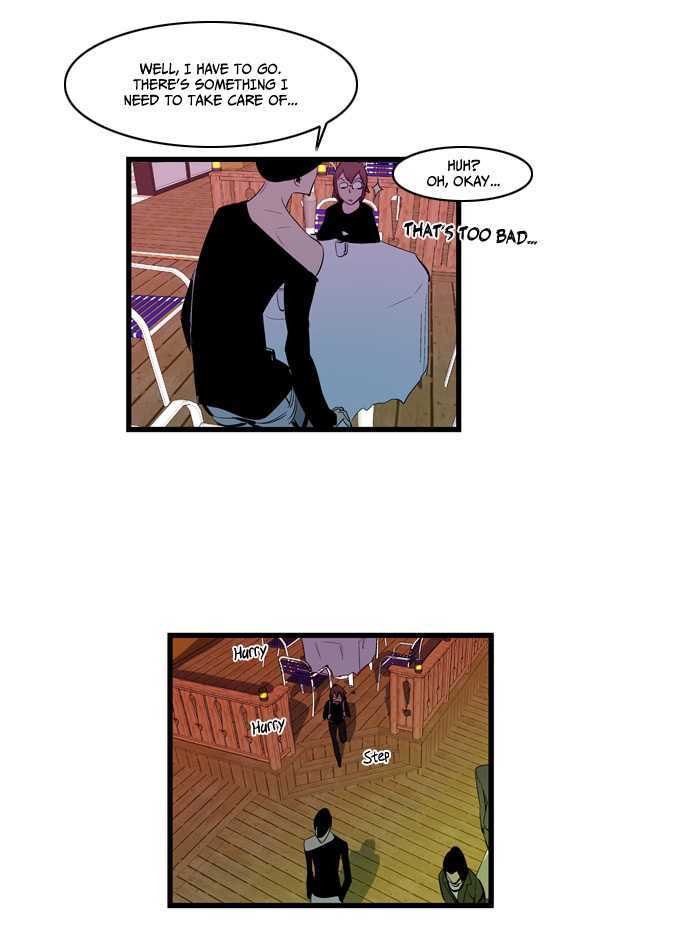 WELL, I HAVE TO GO.
THERE'S SOMETHING I
NEED TO TAKE CARE OF...
HUH?
OH, OKAY...
THAT'S TOO BAD...
Hurry
Hurry
Step